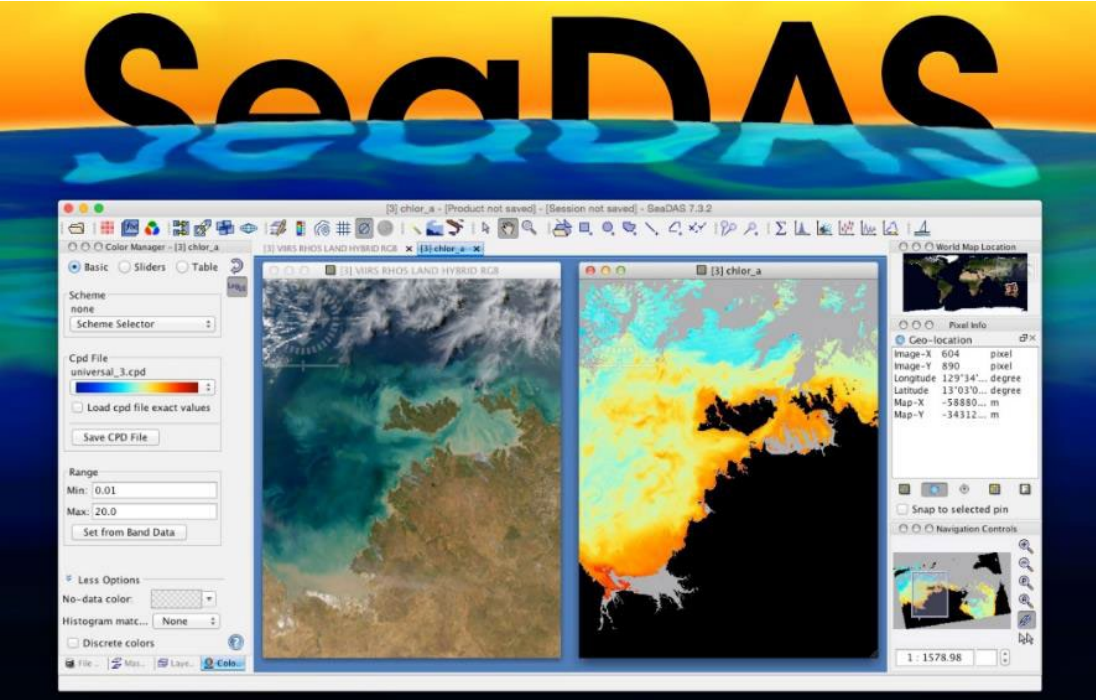 SeaDAS
SeaDAS
[3] chlor_a - [Product not saved] - [Session not saved] - SeaDAS 7.3.2
Color Manager - [3] chlor_a
[3] VIIRS RHOS LAND HYBRID RGB
[3] chlor_a
World Map Location
Basic
Sliders
Table
Scheme
none
Scheme Selector
Cpd File
universal_3.cpd
Load cpd file exact values
Save CPD File
Range
Min: 0.01
Max: 20.0
Set from Band Data
Less Options
No-data color:
Histogram matc... None
Discrete colors
File ...
Mas...
Laye...
Colo...
[3] VIIRS RHOS LAND HYBRID RGB
[3] chlor_a
Pixel Info
Geo-location
Image-X 604 pixel
Image-Y 890 pixel
Longitude 129°34'... degree
Latitude 13°03'0... degree
Map-X -58880... m
Map-Y -34312... m
Snap to selected pin
Navigation Controls
1 : 1578.98